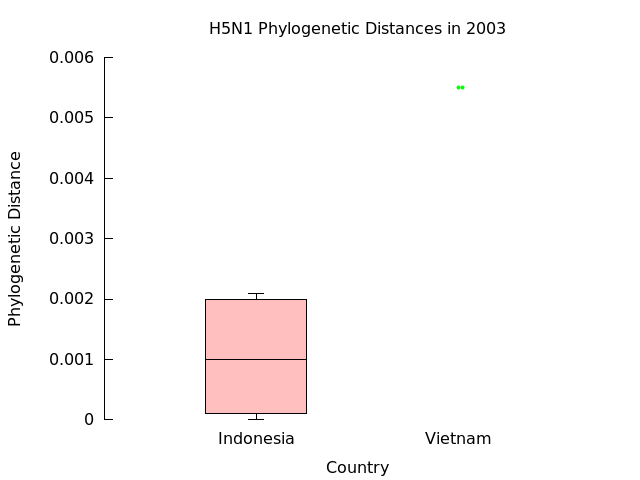 H5N1 Phylogenetic Distances in 2003
0.006
0.005
0.004
0.003
0.002
0.001
0
Phylogenetic Distance
Indonesia
Vietnam
Country